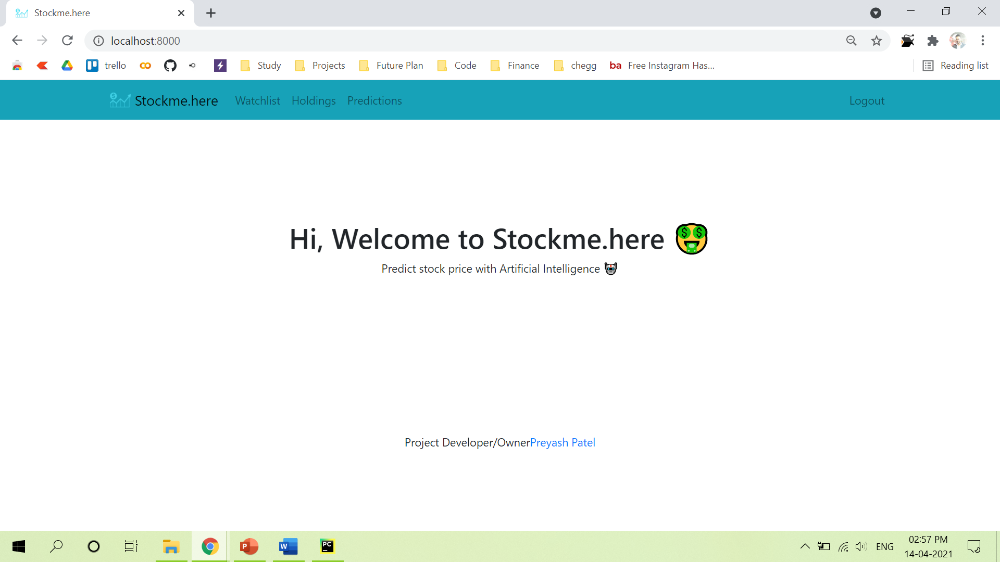 Stockme.here
localhost:8000
trello Study Projects Future Plan Code Finance chegg ba Free Instagram Has... Reading list
Stockme.here Watchlist Holdings Predictions Logout
Hi, Welcome to Stockme.here
Predict stock price with Artificial Intelligence
Project Developer/OwnerPreyash Patel
P W PC ENG 02:57 PM
14-04-2021